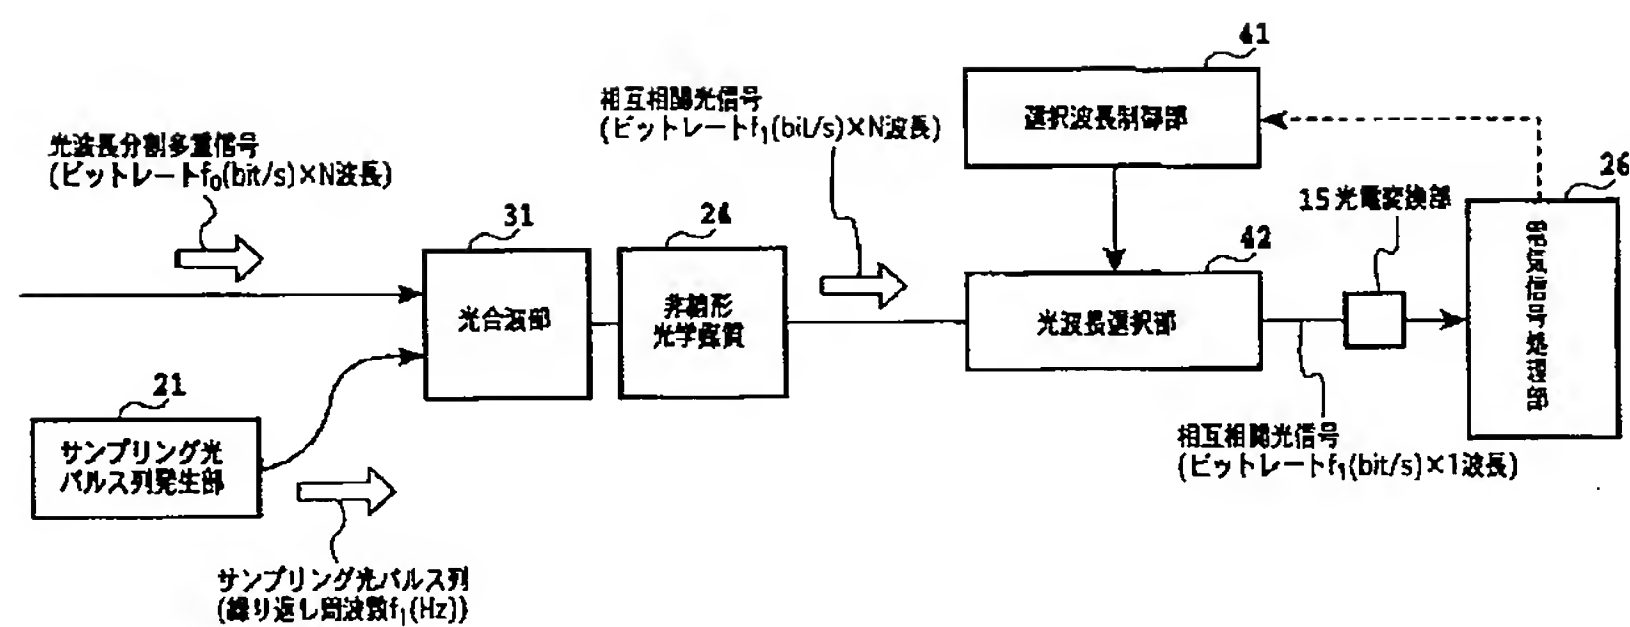 41
選択波長制御部
相互相関光信号
(ビットレートf1(bit/s)×N波長)
光波長分割多重信号
(ビットレートf0(bit/s)×N波長)
26
15光電変換部
31
24
42
光合波部
非線形
光学媒質
光波長選択部
電気信号処理部
21
サンプリング光
パルス列発生部
相互相関光信号
(ビットレートf1(bit/s)×1波長)
サンプリング光パルス列
(繰り返し周波数f1(Hz))